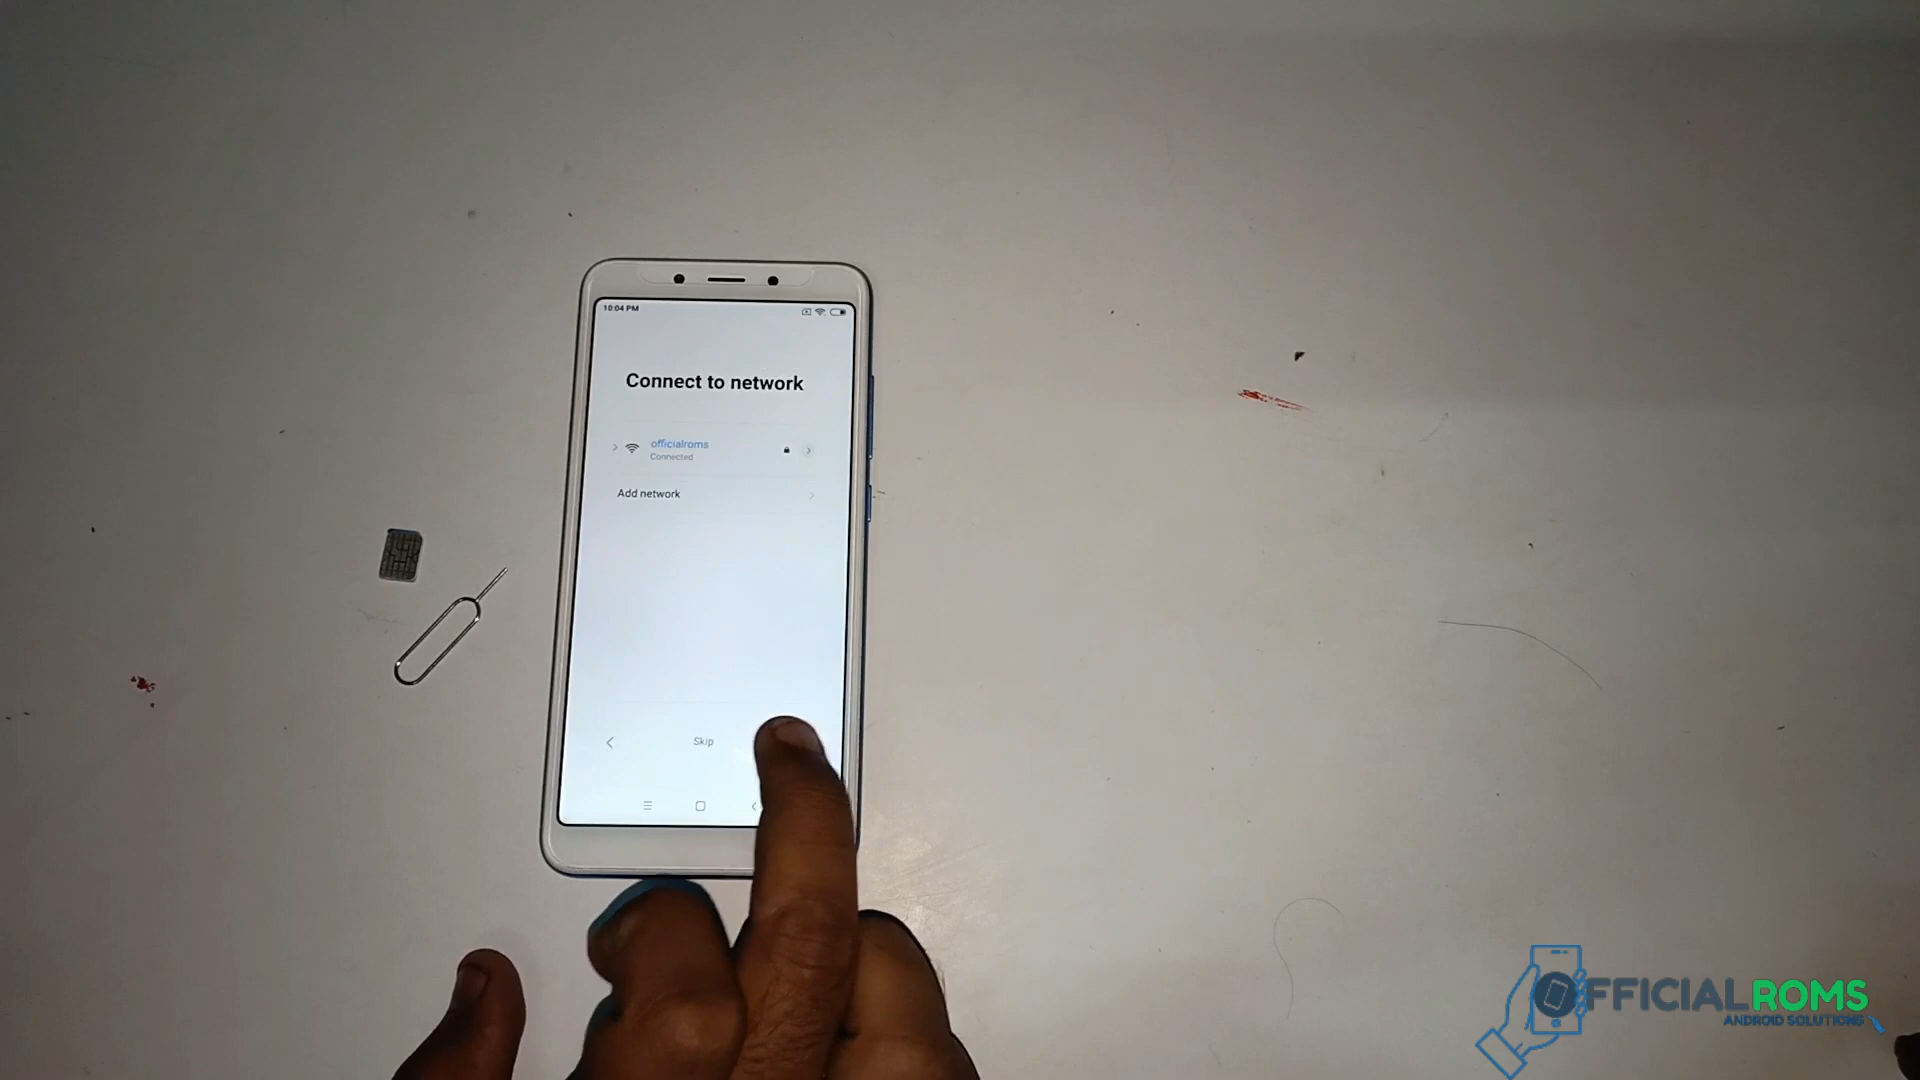 10:04 PM
Connect to network
officialroms
Connected
Add network
Skip
OFFICIALROMS
ANDROID SOLUTIONS